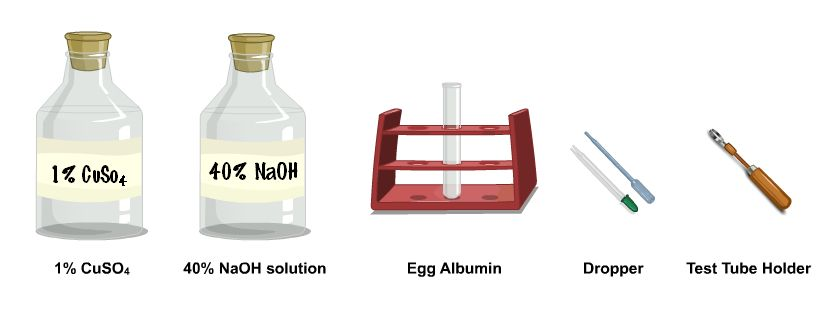 1% CuSo₄
40% NaOH
1% CuSO₄
40% NaOH solution
Egg Albumin
Dropper
Test Tube Holder